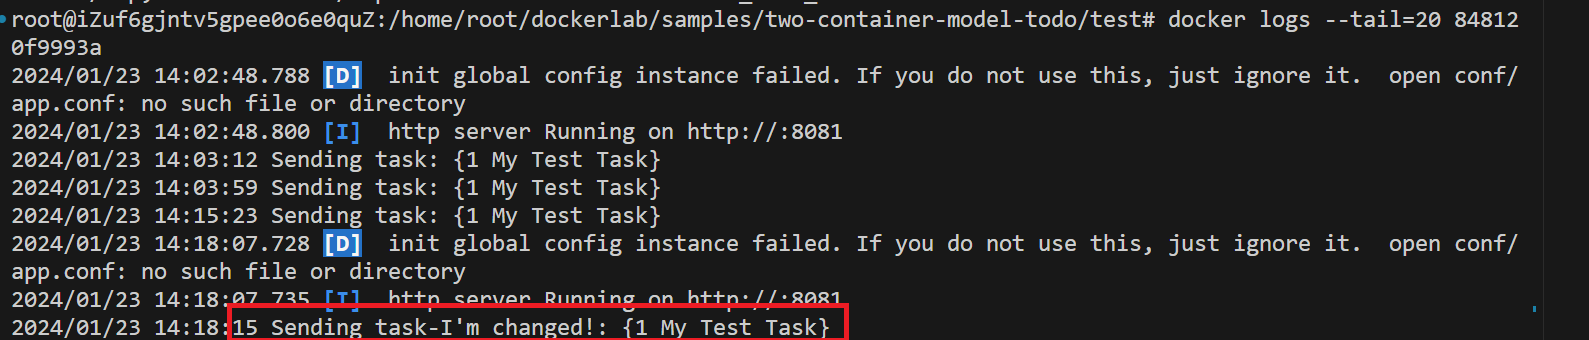 root@iZuf6gjntv5gpee0o6e0quZ:/home/root/dockerlab/samples/two-container-model-todo/test# docker logs --tail=20 84812
0f9993a
2024/01/23 14:02:48.788 [D]  init global config instance failed. If you do not use this, just ignore it.  open conf/
app.conf: no such file or directory
2024/01/23 14:02:48.800 [I]  http server Running on http://:8081
2024/01/23 14:03:12 Sending task: {1 My Test Task}
2024/01/23 14:03:59 Sending task: {1 My Test Task}
2024/01/23 14:15:23 Sending task: {1 My Test Task}
2024/01/23 14:18:07.728 [D]  init global config instance failed. If you do not use this, just ignore it.  open conf/
app.conf: no such file or directory
2024/01/23 14:18:07.735 [I]  http server Running on http://:8081
2024/01/23 14:18:15 Sending task-I'm changed!: {1 My Test Task}